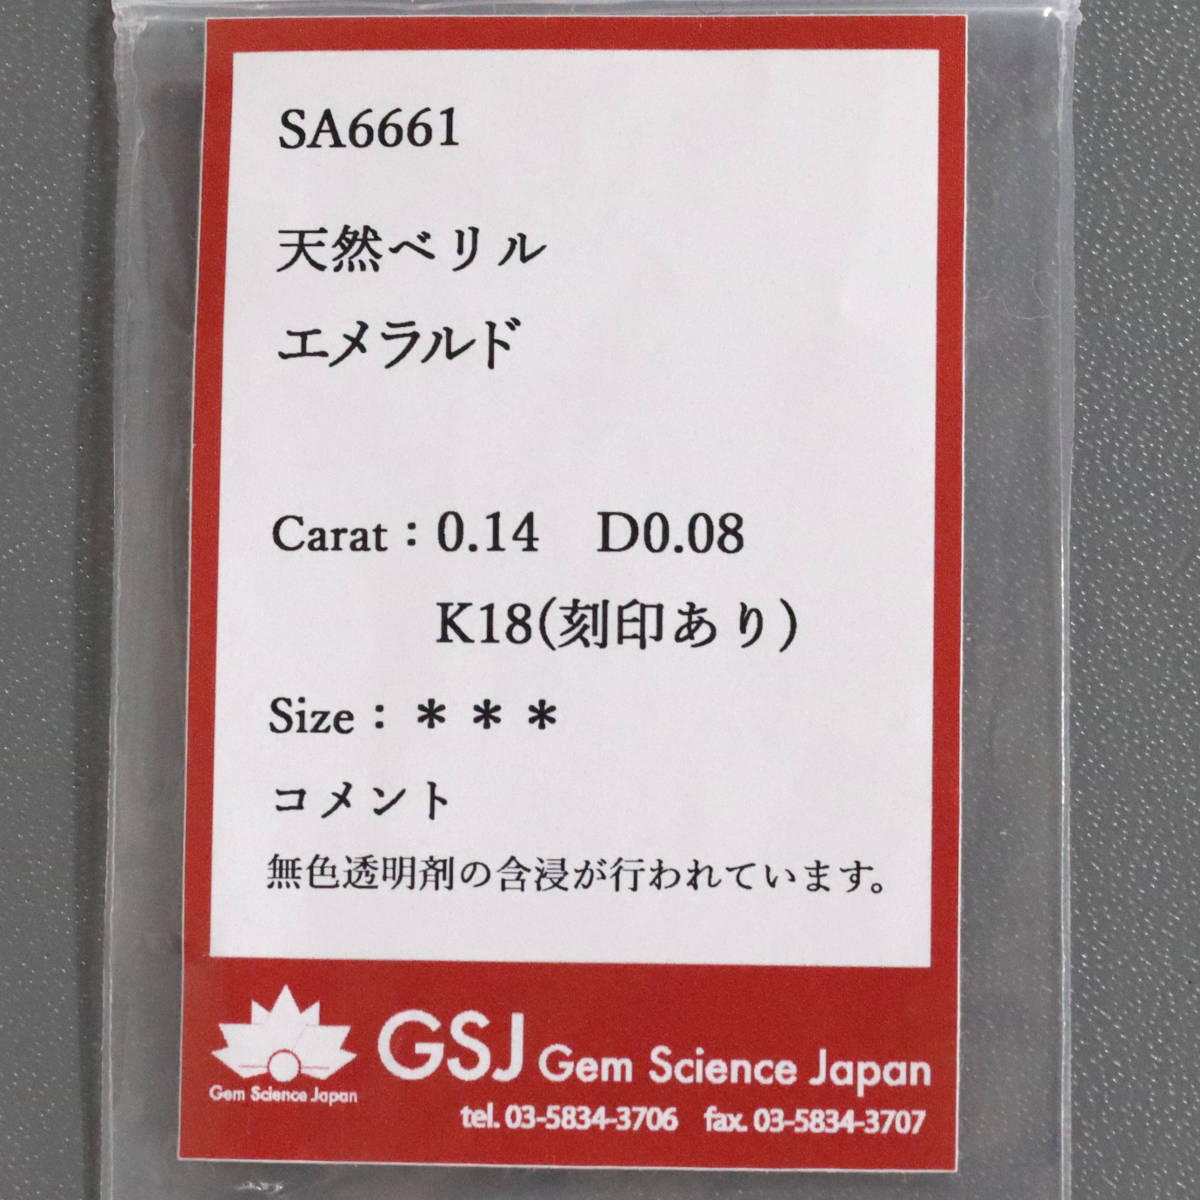 SA6661
天然ベリル
エメラルド
Carat：0.14 D0.08
K18(刻印あり)
Size：＊＊＊
コメント
無色透明剤の含浸が行われています。
GSJ Gem Science Japan
Gem Science Japan
tel. 03-5834-3706 fax. 03-5834-3707